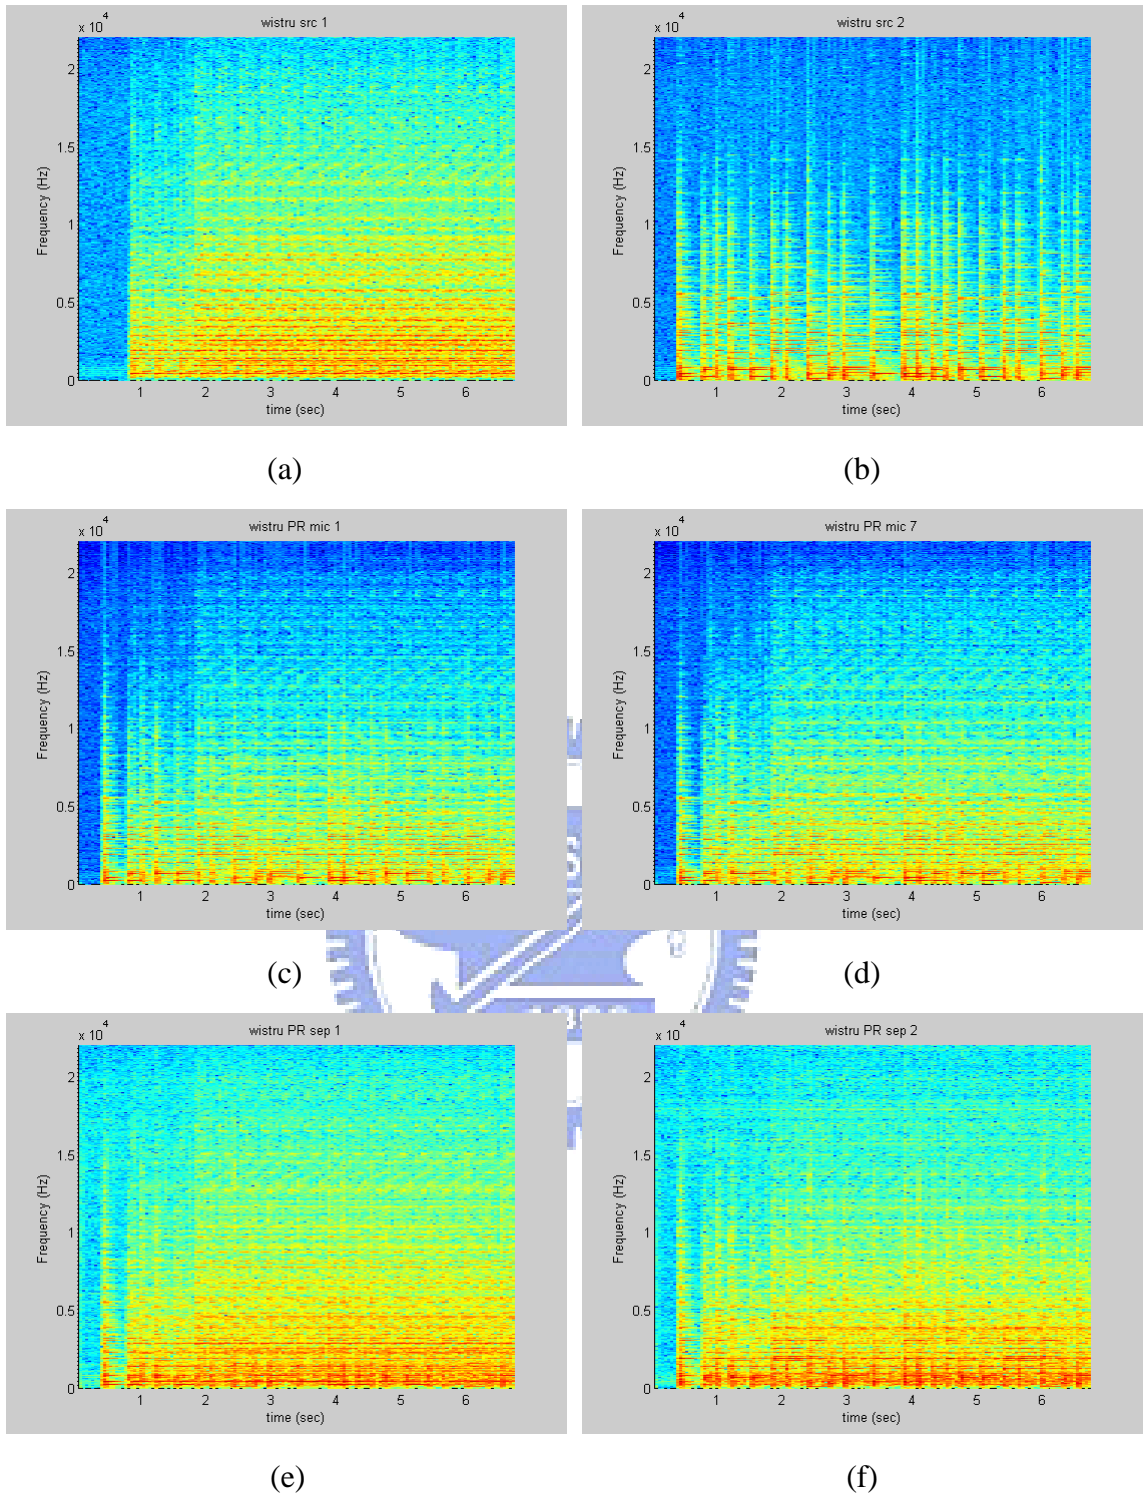 wistru src 1
x 10^4
2
1.5
1
0.5
0
Frequency (Hz)
1 2 3 4 5 6
time (sec)
(a)
wistru src 2
x 10^4
2
1.5
1
0.5
0
Frequency (Hz)
1 2 3 4 5 6
time (sec)
(b)
wistru PR mic 1
x 10^4
2
1.5
1
0.5
0
Frequency (Hz)
1 2 3 4 5 6
time (sec)
(c)
wistru PR mic 7
x 10^4
2
1.5
1
0.5
0
Frequency (Hz)
1 2 3 4 5 6
time (sec)
(d)
wistru PR sep 1
x 10^4
2
1.5
1
0.5
0
Frequency (Hz)
1 2 3 4 5 6
time (sec)
(e)
wistru PR sep 2
x 10^4
2
1.5
1
0.5
0
Frequency (Hz)
1 2 3 4 5 6
time (sec)
(f)